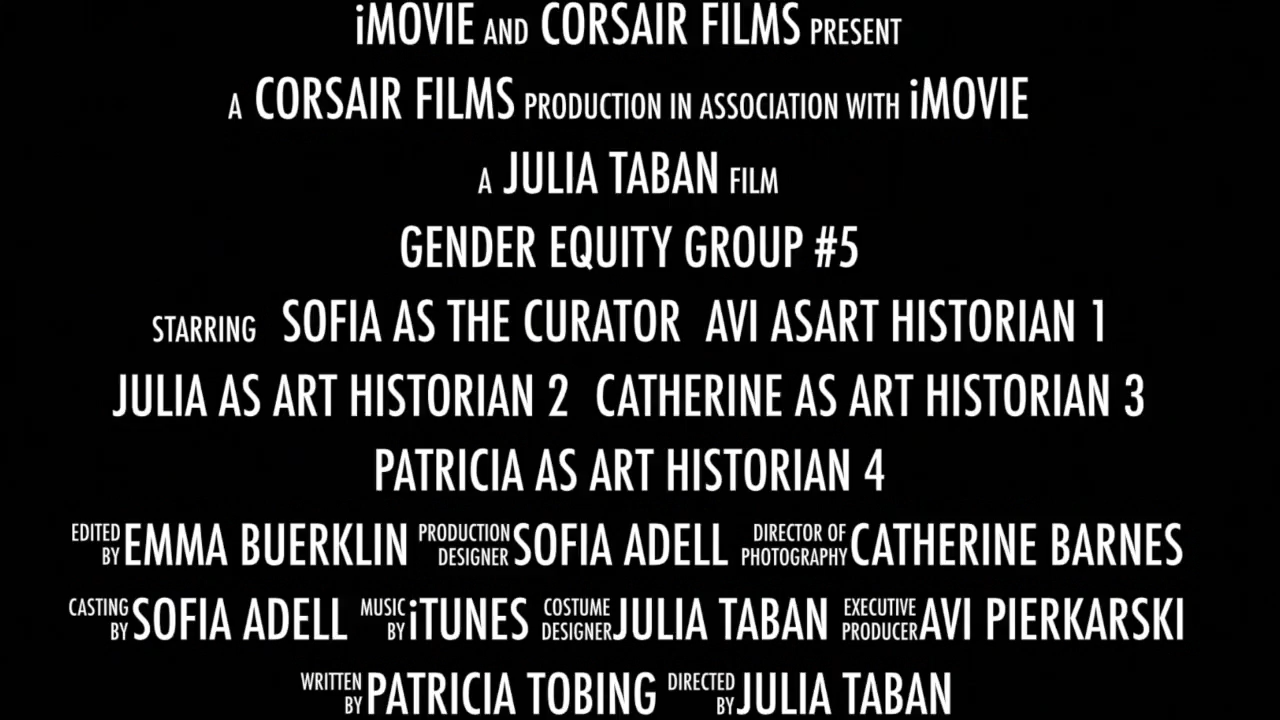 iMOVIE AND CORSAIR FILMS PRESENT
A CORSAIR FILMS PRODUCTION IN ASSOCIATION WITH iMOVIE
A JULIA TABAN FILM
GENDER EQUITY GROUP #5
STARRING SOFIA AS THE CURATOR AVI ASART HISTORIAN 1
JULIA AS ART HISTORIAN 2 CATHERINE AS ART HISTORIAN 3
PATRICIA AS ART HISTORIAN 4
EDITED BY EMMA BUERKLIN PRODUCTION DESIGNER SOFIA ADELL DIRECTOR OF PHOTOGRAPHY CATHERINE BARNES
CASTING BY SOFIA ADELL MUSIC BY iTUNES COSTUME DESIGNER JULIA TABAN EXECUTIVE PRODUCER AVI PIERKARSKI
WRITTEN BY PATRICIA TOBING DIRECTED BY JULIA TABAN